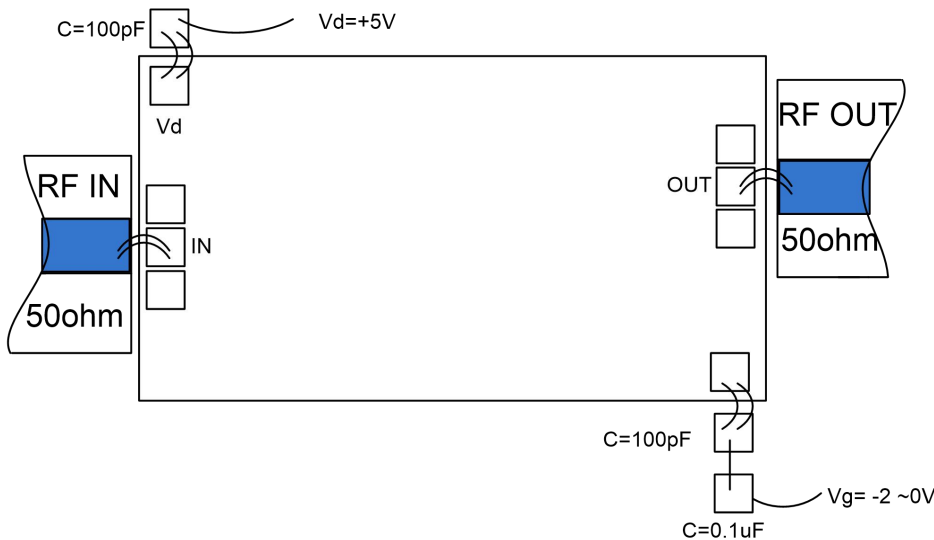 C=100pF
Vd=+5V
Vd
RF OUT
RF IN
OUT
IN
50ohm
50ohm
C=100pF
Vg= -2 ~0V
C=0.1uF